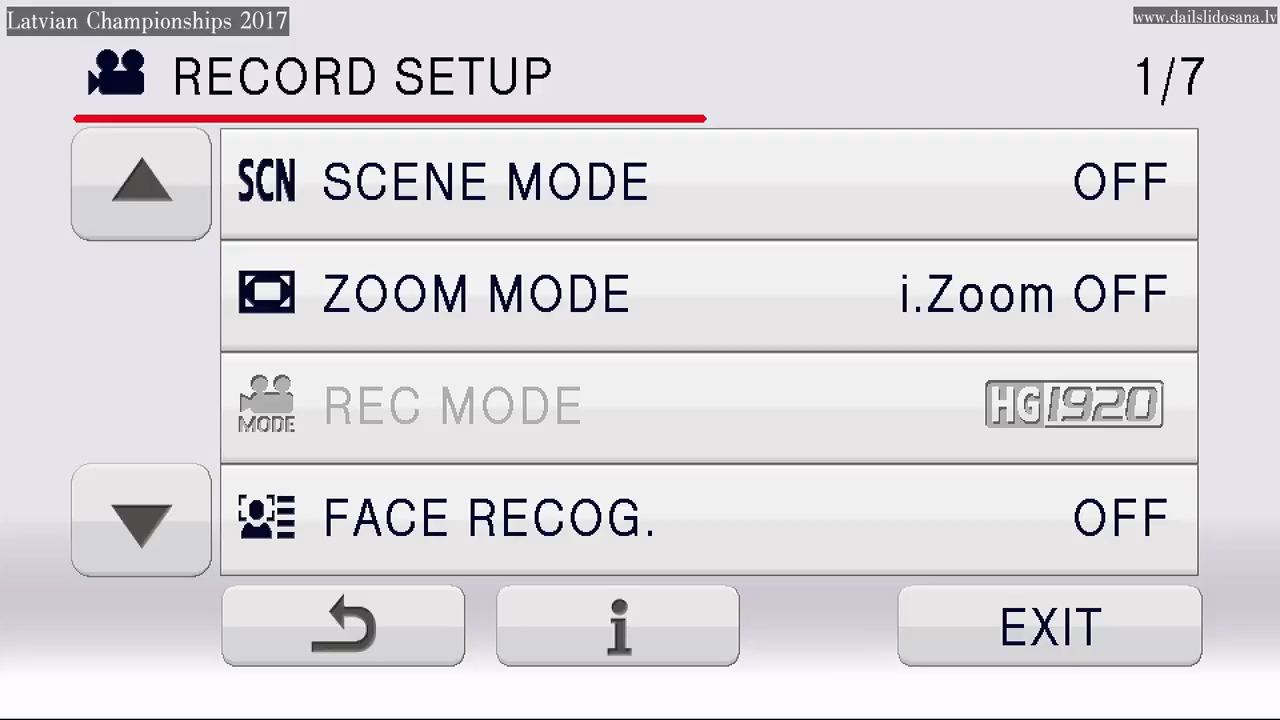 Latvian Championships 2017
www.dailslidosana.lv
RECORD SETUP 1/7
SCN SCENE MODE OFF
ZOOM MODE i.Zoom OFF
MODE REC MODE HG 1920
FACE RECOG. OFF
i EXIT